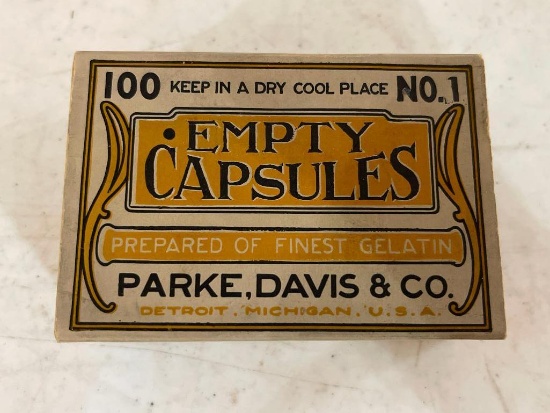 100 KEEP IN A DRY COOL PLACE NO.1
EMPTY
CAPSULES
PREPARED OF FINEST GELATIN
PARKE, DAVIS & CO.
DETROIT. MICHIGAN. U.S.A.